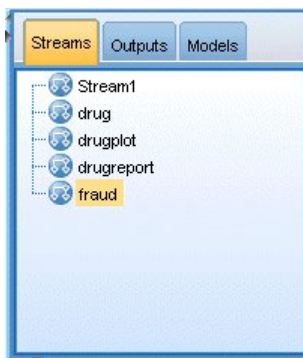 Streams Outputs Models
Stream1
drug
drugplot
drugreport
fraud